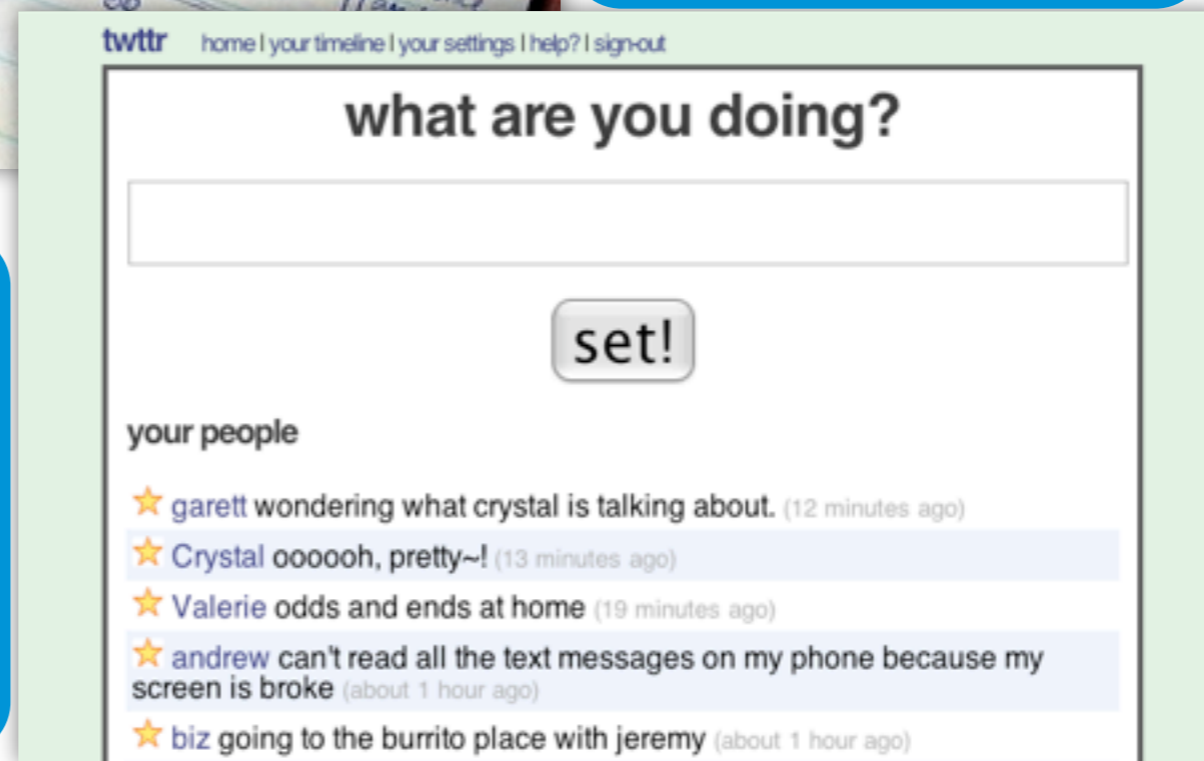 twttr home | your timeline | your settings | help? | sign-out
what are you doing?
set!
your people
garett wondering what crystal is talking about. (12 minutes ago)
Crystal oooooh, pretty~! (13 minutes ago)
Valerie odds and ends at home (19 minutes ago)
andrew can't read all the text messages on my phone because my
screen is broke (about 1 hour ago)
biz going to the burrito place with jeremy (about 1 hour ago)